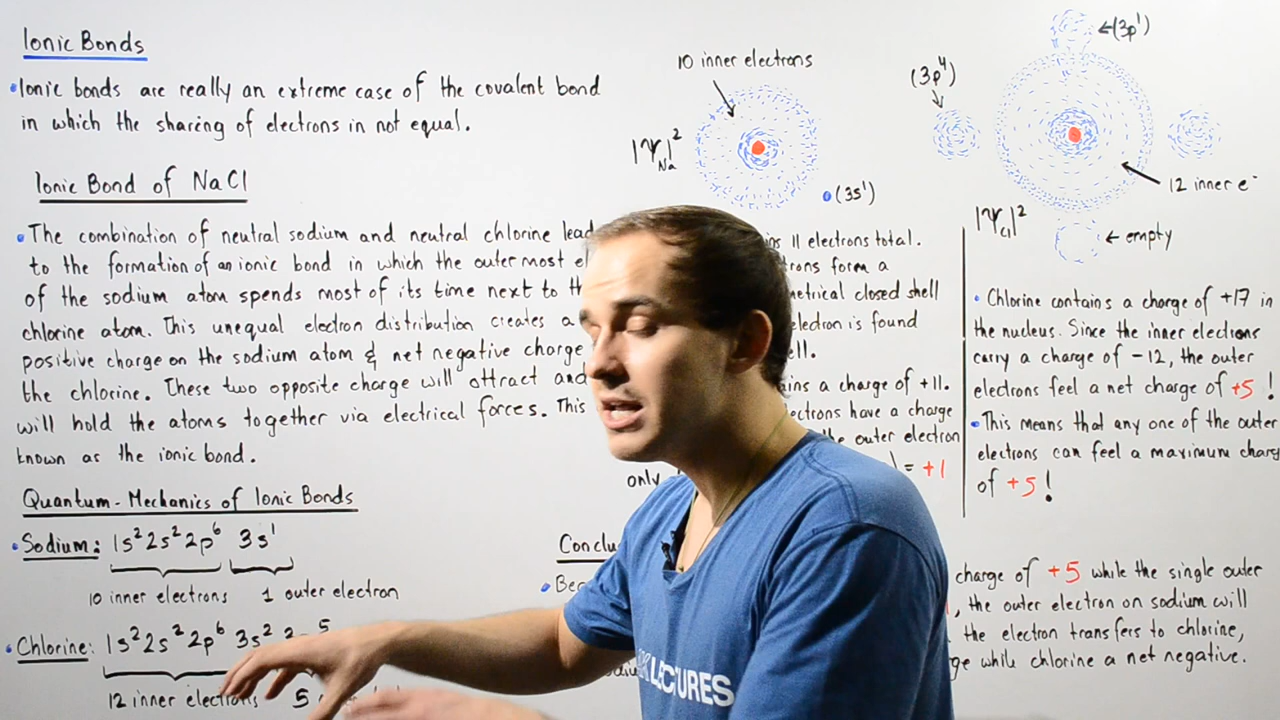 Ionic Bonds
•Ionic bonds are really an extreme case of the covalent bond
in which the sharing of electrons in not equal.
Ionic Bond of NaCl
•The combination of neutral sodium and neutral chlorine lead
to the formation of an ionic bond in which the outer most el
of the sodium atom spends most of its time next to th
chlorine atom. This unequal electron distribution creates a
positive charge on the sodium atom & net negative charge
the chlorine. These two opposite charge will attract and
will hold the atoms together via electrical forces. This
known as the ionic bond.
Quantum-Mechanics of Ionic Bonds
•Sodium: 1s² 2s² 2p⁶ 3s¹
10 inner electrons 1 outer electron
•Chlorine: 1s² 2s² 2p⁶ 3s² 5
12 inner electrons 5
10 inner electrons
|Ψ_Na|²
(3s¹)
11 electrons total.
form a
closed shell
electron is found
a charge of +11.
have a charge
outer electron
only = +1
(3p¹)
(3p⁴)
12 inner e⁻
|Ψ_Cl|²
empty
•Chlorine contains a charge of +17 in
the nucleus. Since the inner electrons
carry a charge of -12, the outer
electrons feel a net charge of +5 !
•This means that any one of the outer
electrons can feel a maximum charg
of +5 !
Conclu
•Bec
charge of +5 while the single outer
, the outer electron on sodium will
the electron transfers to chlorine,
ge while chlorine a net negative.
LECTURES